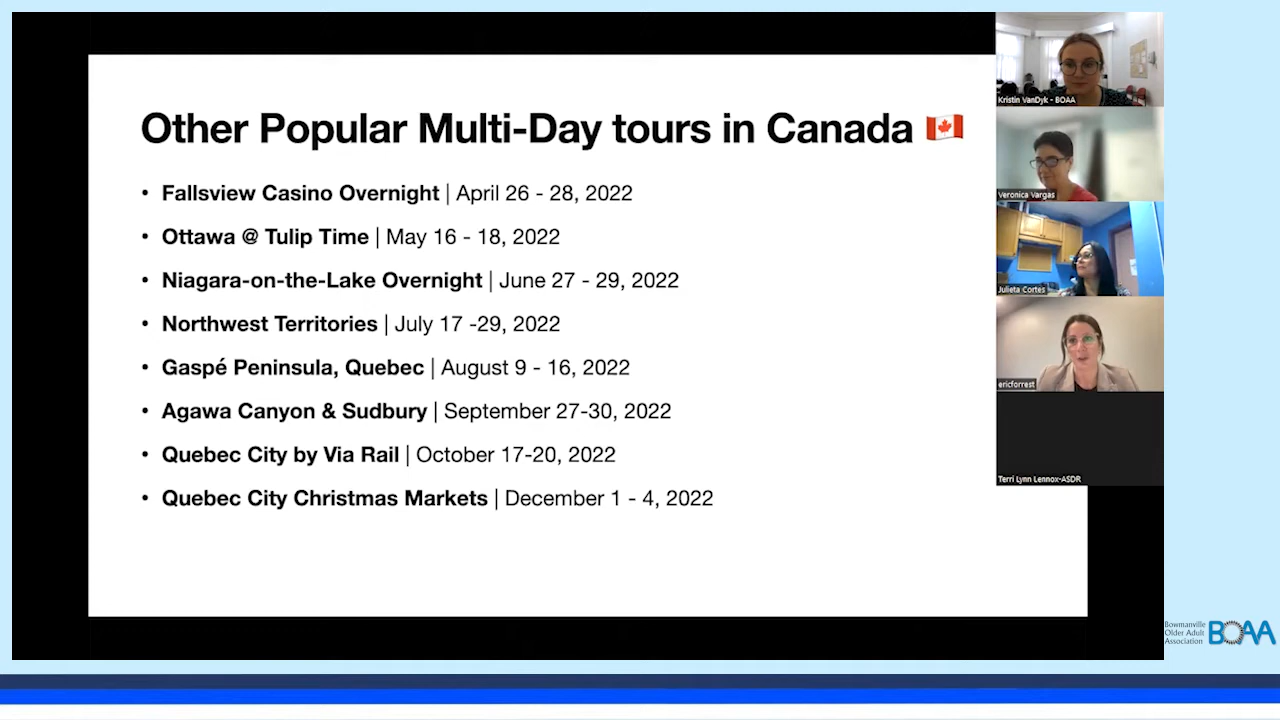 Other Popular Multi-Day tours in Canada 🇨🇦
• Fallsview Casino Overnight | April 26 - 28, 2022
• Ottawa @ Tulip Time | May 16 - 18, 2022
• Niagara-on-the-Lake Overnight | June 27 - 29, 2022
• Northwest Territories | July 17 -29, 2022
• Gaspé Peninsula, Quebec | August 9 - 16, 2022
• Agawa Canyon & Sudbury | September 27-30, 2022
• Quebec City by Via Rail | October 17-20, 2022
• Quebec City Christmas Markets | December 1 - 4, 2022
Kristin VanDyk - BOAA
Veronica Vargas
Julieta Cortes
ericforrest
Terri Lynn Lennox-ASDR
Bowmanville
Older Adult
Association
BOAA